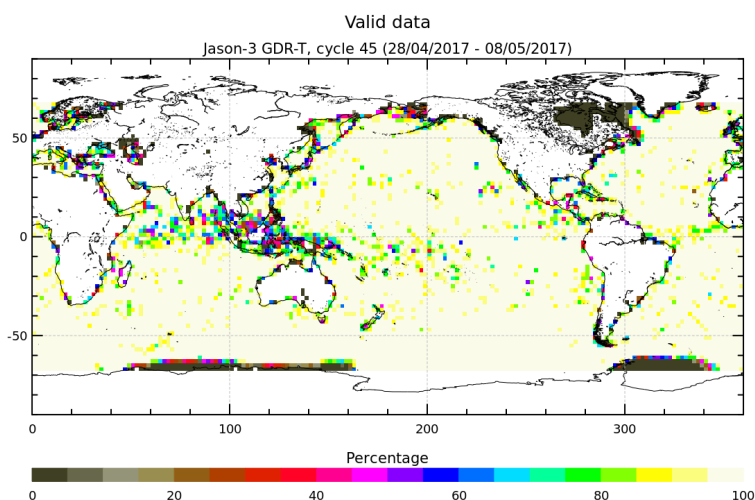 Valid data
Jason-3 GDR-T, cycle 45 (28/04/2017 - 08/05/2017)
50
0
-50
0 100 200 300
Percentage
0 20 40 60 80 100